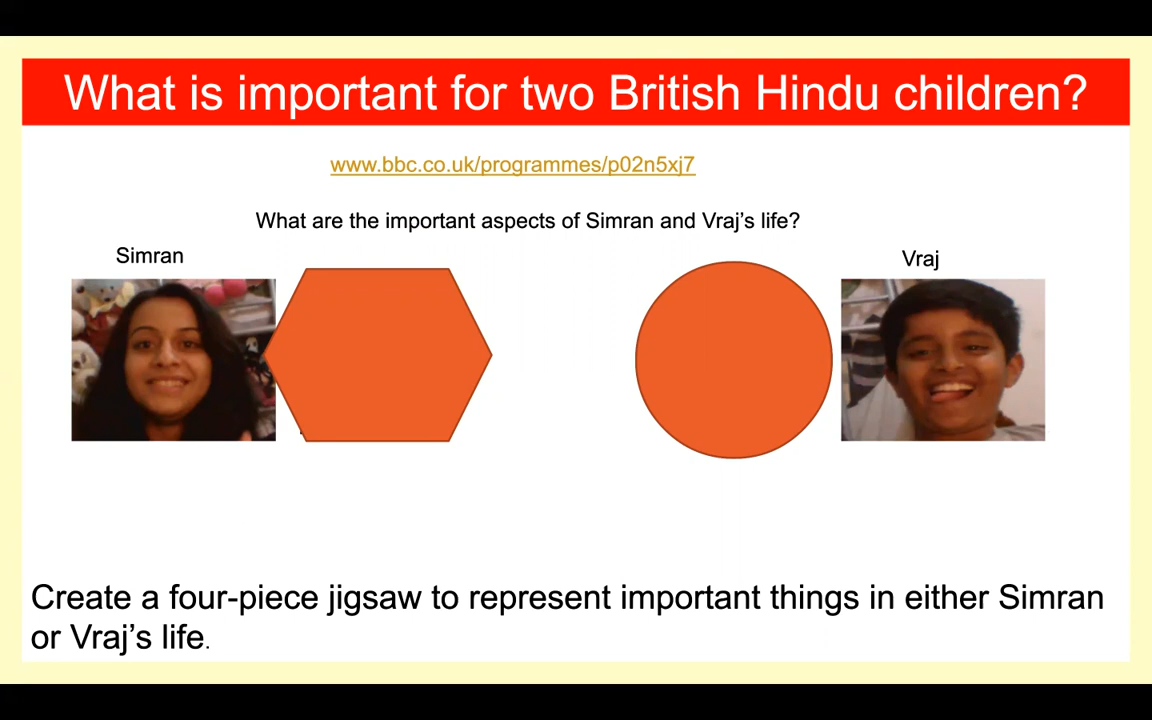 What is important for two British Hindu children?
www.bbc.co.uk/programmes/p02n5xj7
What are the important aspects of Simran and Vraj’s life?
Simran
Vraj
Create a four-piece jigsaw to represent important things in either Simran
or Vraj’s life.